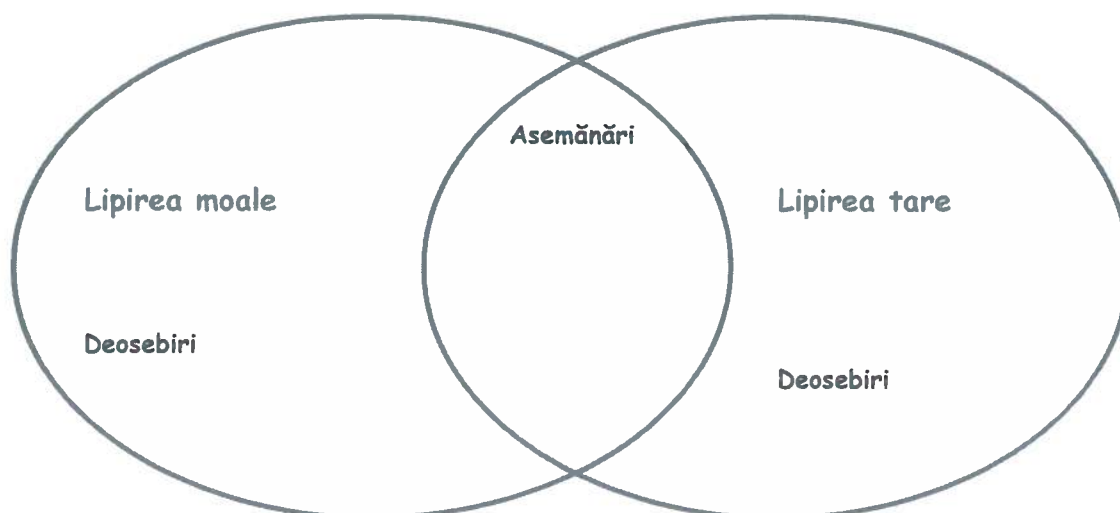 Asemănări
Lipirea moale
Lipirea tare
Deosebiri
Deosebiri